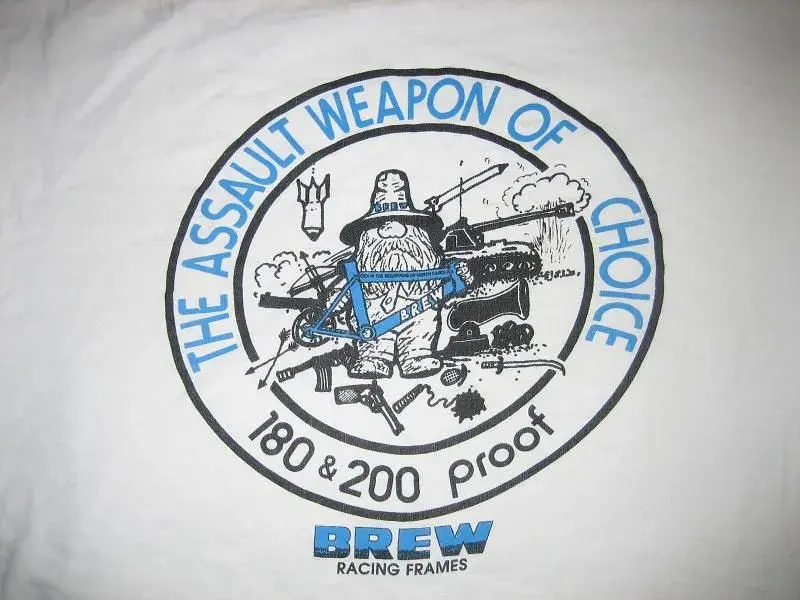 THE ASSAULT WEAPON OF CHOICE
BREW
BREW
180 & 200 proof
BREW
RACING FRAMES